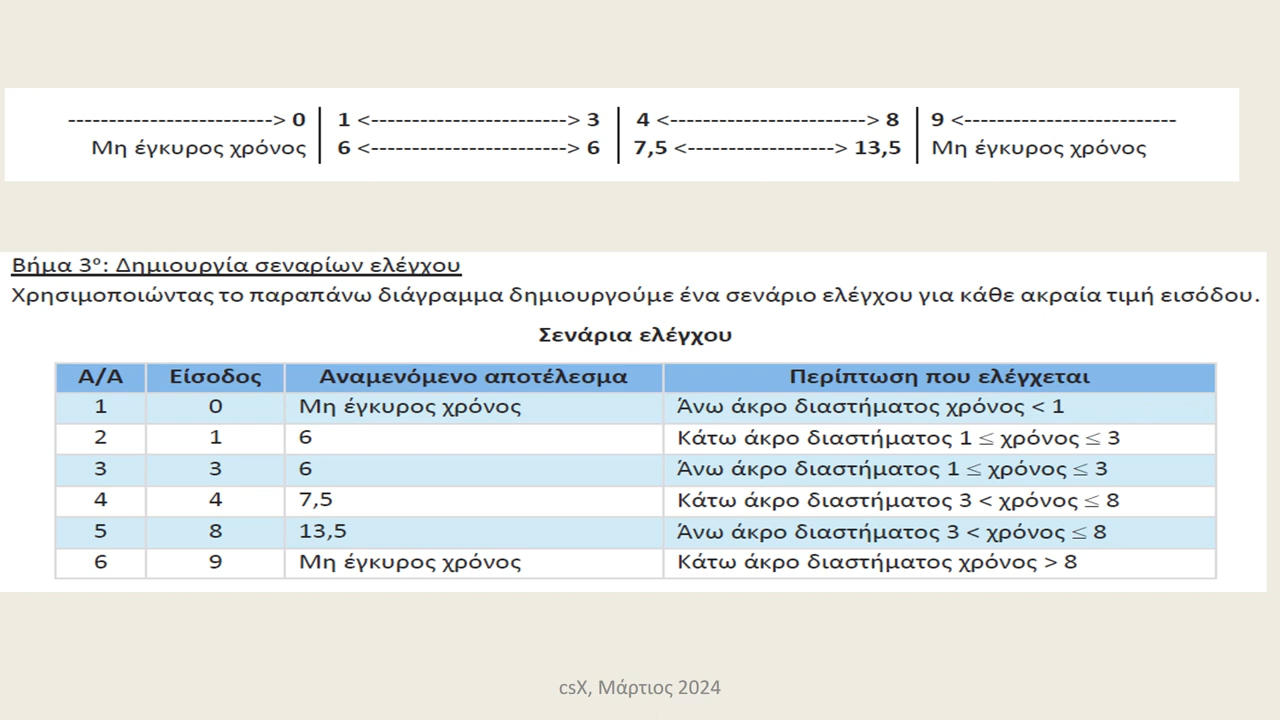 ------------------------> 0 | 1 <-----------------------> 3 | 4 <-----------------------> 8 | 9 <-------------------------
Μη έγκυρος χρόνος | 6 <-----------------------> 6 | 7,5 <-----------------> 13,5 | Μη έγκυρος χρόνος
Βήμα 3ο: Δημιουργία σεναρίων ελέγχου
Χρησιμοποιώντας το παραπάνω διάγραμμα δημιουργούμε ένα σενάριο ελέγχου για κάθε ακραία τιμή εισόδου.
Σενάρια ελέγχου
Α/Α Είσοδος Αναμενόμενο αποτέλεσμα Περίπτωση που ελέγχεται
1 0 Μη έγκυρος χρόνος Άνω άκρο διαστήματος χρόνος < 1
2 1 6 Κάτω άκρο διαστήματος 1 ≤ χρόνος ≤ 3
3 3 6 Άνω άκρο διαστήματος 1 ≤ χρόνος ≤ 3
4 4 7,5 Κάτω άκρο διαστήματος 3 < χρόνος ≤ 8
5 8 13,5 Άνω άκρο διαστήματος 3 < χρόνος ≤ 8
6 9 Μη έγκυρος χρόνος Κάτω άκρο διαστήματος χρόνος > 8
csX, Μάρτιος 2024